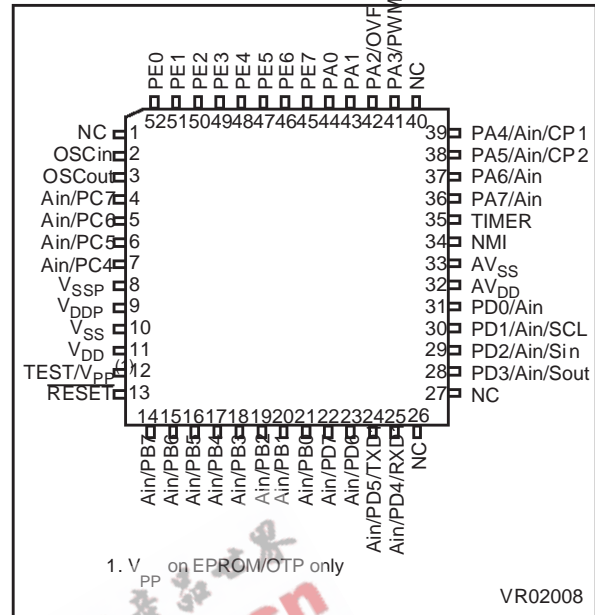 PE0
PE1
PE2
PE3
PE4
PE5
PE6
PE7
PA0
PA1
PA2/OVF
PA3/PWM
NC
52 51 50 49 48 47 46 45 44 43 42 41 40
NC 1
OSCin 2
OSCout 3
Ain/PC7 4
Ain/PC6 5
Ain/PC5 6
Ain/PC4 7
VSSP 8
VDDP 9
VSS 10
VDD 11
TEST/VPP(1) 12
RESET 13
39 PA4/Ain/CP1
38 PA5/Ain/CP2
37 PA6/Ain
36 PA7/Ain
35 TIMER
34 NMI
33 AVSS
32 AVDD
31 PD0/Ain
30 PD1/Ain/SCL
29 PD2/Ain/Sin
28 PD3/Ain/Sout
27 NC
14 15 16 17 18 19 20 21 22 23 24 25 26
Ain/PB7
Ain/PB6
Ain/PB5
Ain/PB4
Ain/PB3
Ain/PB2
Ain/PB1
Ain/PB0
Ain/PD7
Ain/PD6
Ain/PD5/TXD1
Ain/PD4/RXD1
NC
1. VPP on EPROM/OTP only
VR02008